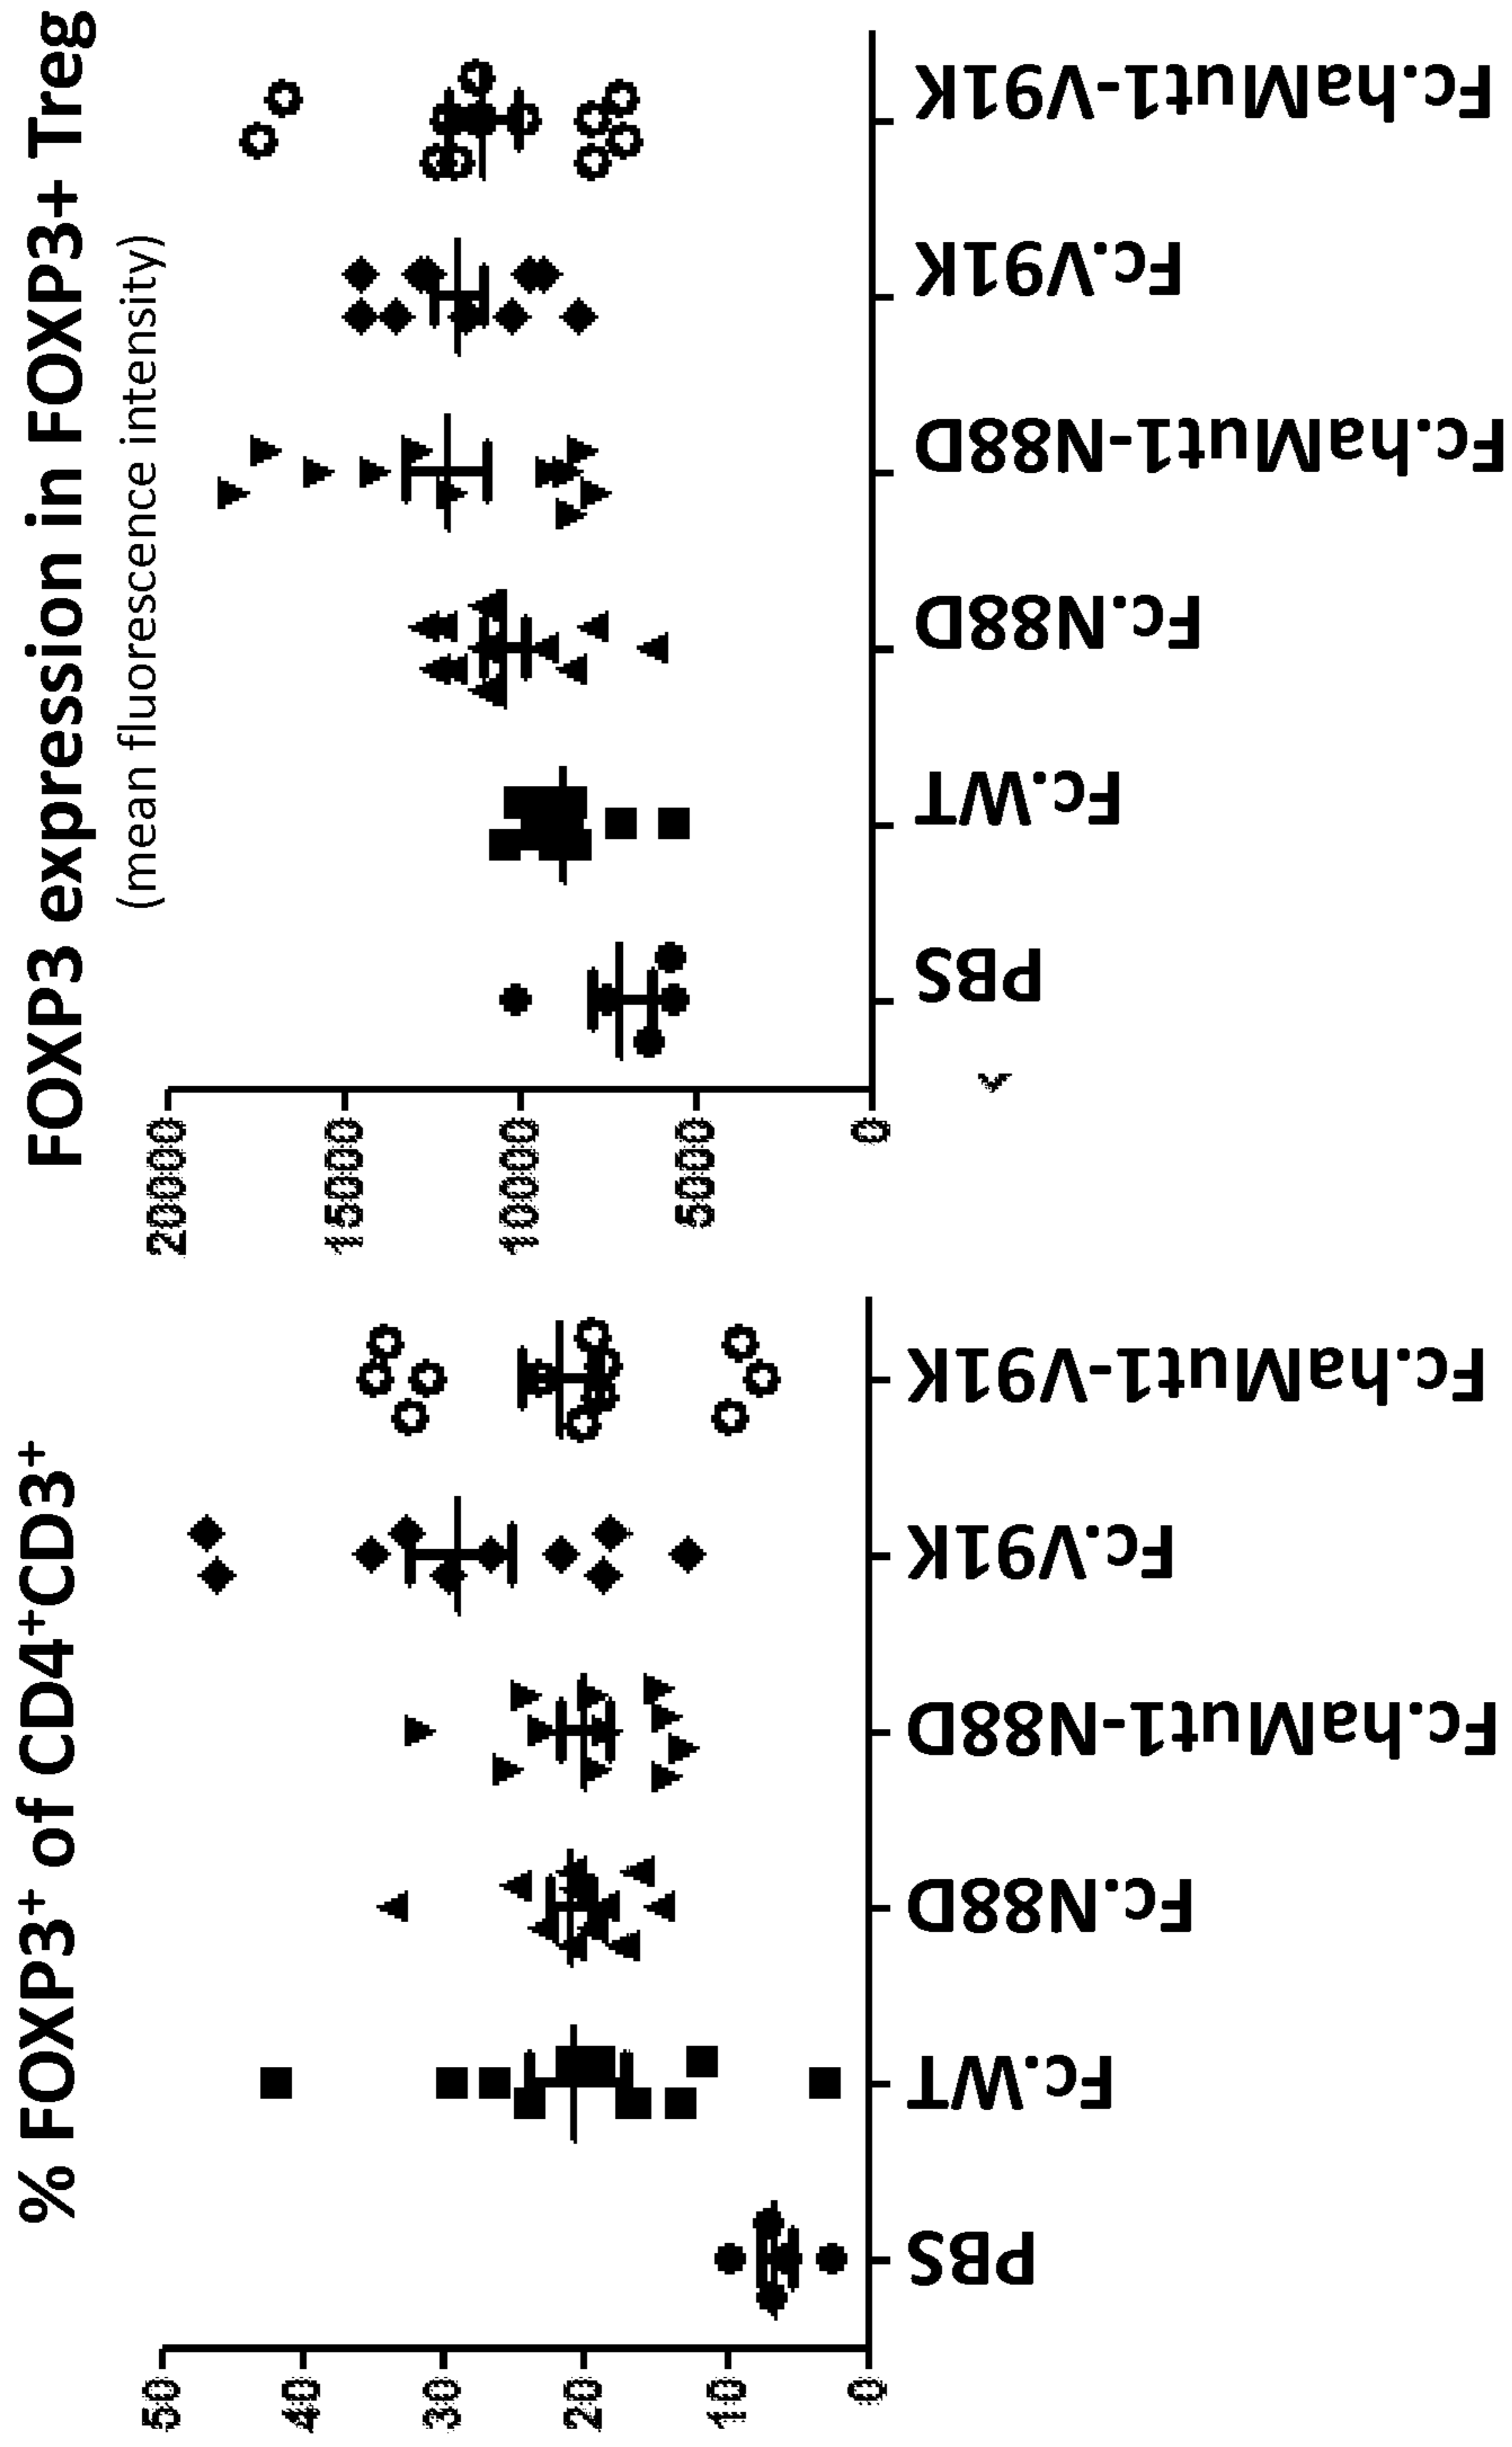 % FOXP3⁺ of CD4⁺CD3⁺
50
40
30
20
10
0
PBS
Fc.WT
Fc.N88D
Fc.haMut1-N88D
Fc.V91K
Fc.haMut1-V91K
FOXP3 expression in FOXP3+ Treg
(mean fluorescence intensity)
20000
15000
10000
5000
0
PBS
Fc.WT
Fc.N88D
Fc.haMut1-N88D
Fc.V91K
Fc.haMut1-V91K